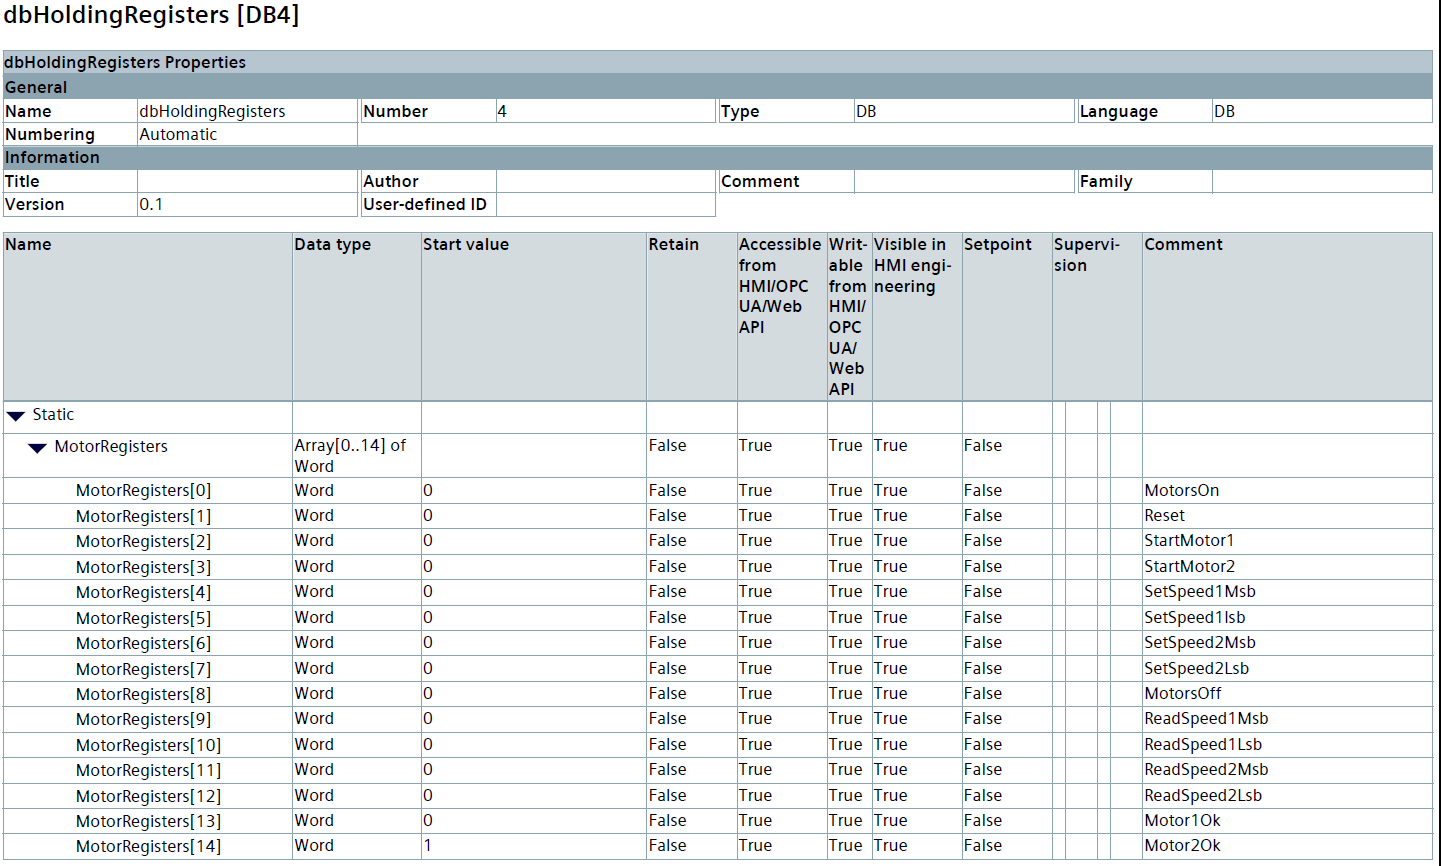 dbHoldingRegisters [DB4]
dbHoldingRegisters Properties
General
Name dbHoldingRegisters Number 4 Type DB Language DB
Numbering Automatic
Information
Title Author Comment Family
Version 0.1 User-defined ID
Name Data type Start value Retain Accessible Writ- Visible in Setpoint Supervi- Comment
from able HMI engi- sion
HMI/OPC from neering
UA/Web HMI/
API OPC
UA/
Web
API
Static
MotorRegisters Array[0..14] of False True True True False
Word
MotorRegisters[0] Word 0 False True True True False MotorsOn
MotorRegisters[1] Word 0 False True True True False Reset
MotorRegisters[2] Word 0 False True True True False StartMotor1
MotorRegisters[3] Word 0 False True True True False StartMotor2
MotorRegisters[4] Word 0 False True True True False SetSpeed1Msb
MotorRegisters[5] Word 0 False True True True False SetSpeed1lsb
MotorRegisters[6] Word 0 False True True True False SetSpeed2Msb
MotorRegisters[7] Word 0 False True True True False SetSpeed2Lsb
MotorRegisters[8] Word 0 False True True True False MotorsOff
MotorRegisters[9] Word 0 False True True True False ReadSpeed1Msb
MotorRegisters[10] Word 0 False True True True False ReadSpeed1Lsb
MotorRegisters[11] Word 0 False True True True False ReadSpeed2Msb
MotorRegisters[12] Word 0 False True True True False ReadSpeed2Lsb
MotorRegisters[13] Word 0 False True True True False Motor1Ok
MotorRegisters[14] Word 1 False True True True False Motor2Ok